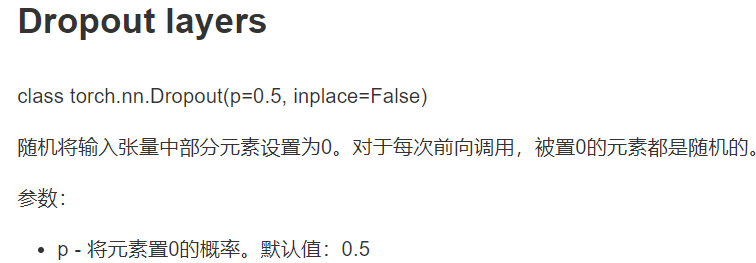 Dropout layers
class torch.nn.Dropout(p=0.5, inplace=False)
随机将输入张量中部分元素设置为0。对于每次前向调用，被置0的元素都是随机的。
参数：
• p - 将元素置0的概率。默认值：0.5